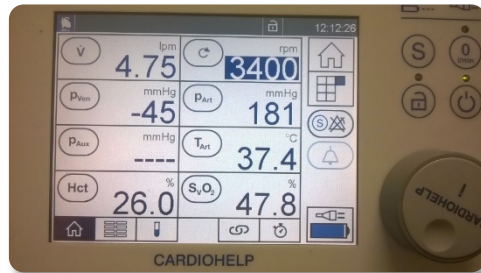 12:12:26
V̇ lpm 4.75
rpm 3400
PVen mmHg -45
PArt mmHg 181
PAux mmHg ----
TArt °C 37.4
Hct % 26.0
SvO2 % 47.8
S
S
0
l/min
CARDIOHELP
CARDIOHELP